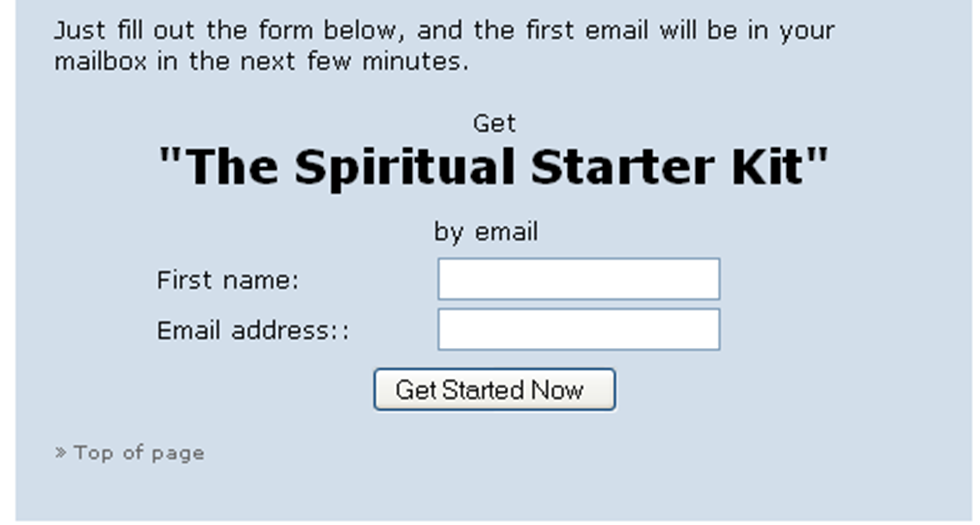 Just fill out the form below, and the first email will be in your
mailbox in the next few minutes.
Get
"The Spiritual Starter Kit"
by email
First name:
Email address::
Get Started Now
» Top of page